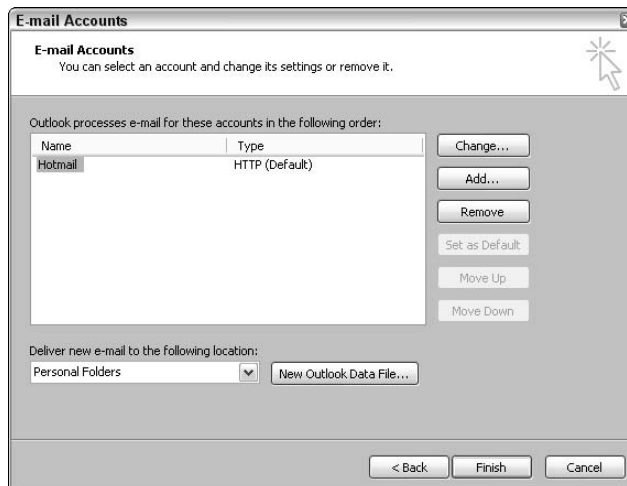 E-mail Accounts
E-mail Accounts
You can select an account and change its settings or remove it.
Outlook processes e-mail for these accounts in the following order:
Name Type
Hotmail HTTP (Default)
Change...
Add...
Remove
Set as Default
Move Up
Move Down
Deliver new e-mail to the following location:
Personal Folders New Outlook Data File...
< Back Finish Cancel